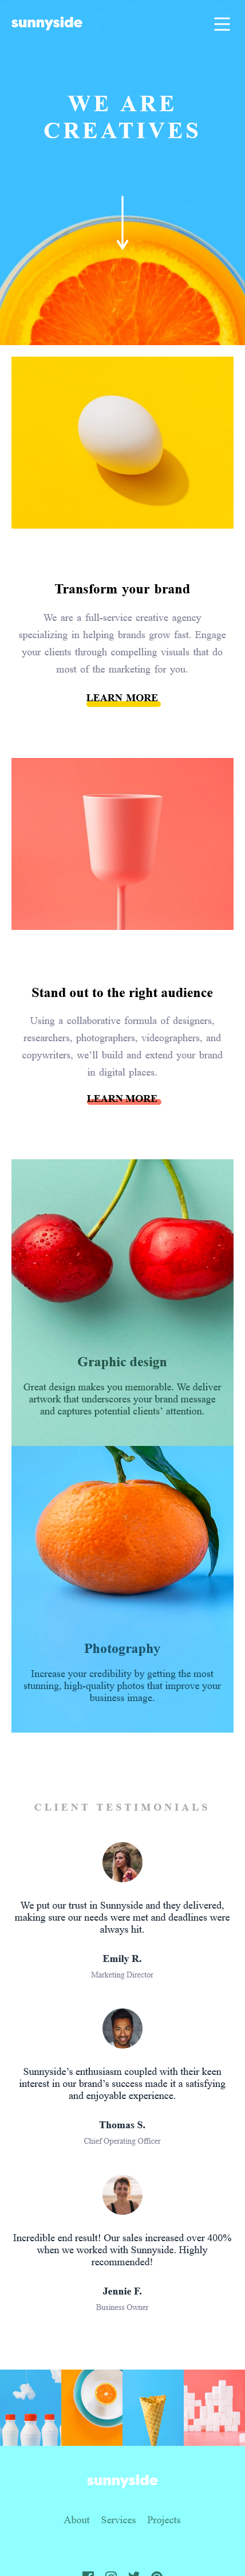 sunnyside
WE ARE
CREATIVES
Transform your brand
We are a full-service creative agency
specializing in helping brands grow fast. Engage
your clients through compelling visuals that do
most of the marketing for you.
LEARN MORE
Stand out to the right audience
Using a collaborative formula of designers,
researchers, photographers, videographers, and
copywriters, we’ll build and extend your brand
in digital places.
LEARN MORE
Graphic design
Great design makes you memorable. We deliver
artwork that underscores your brand message
and captures potential clients’ attention.
Photography
Increase your credibility by getting the most
stunning, high-quality photos that improve your
business image.
CLIENT TESTIMONIALS
We put our trust in Sunnyside and they delivered,
making sure our needs were met and deadlines were
always hit.
Emily R.
Marketing Director
Sunnyside’s enthusiasm coupled with their keen
interest in our brand’s success made it a satisfying
and enjoyable experience.
Thomas S.
Chief Operating Officer
Incredible end result! Our sales increased over 400%
when we worked with Sunnyside. Highly
recommended!
Jennie F.
Business Owner
sunnyside
About Services Projects